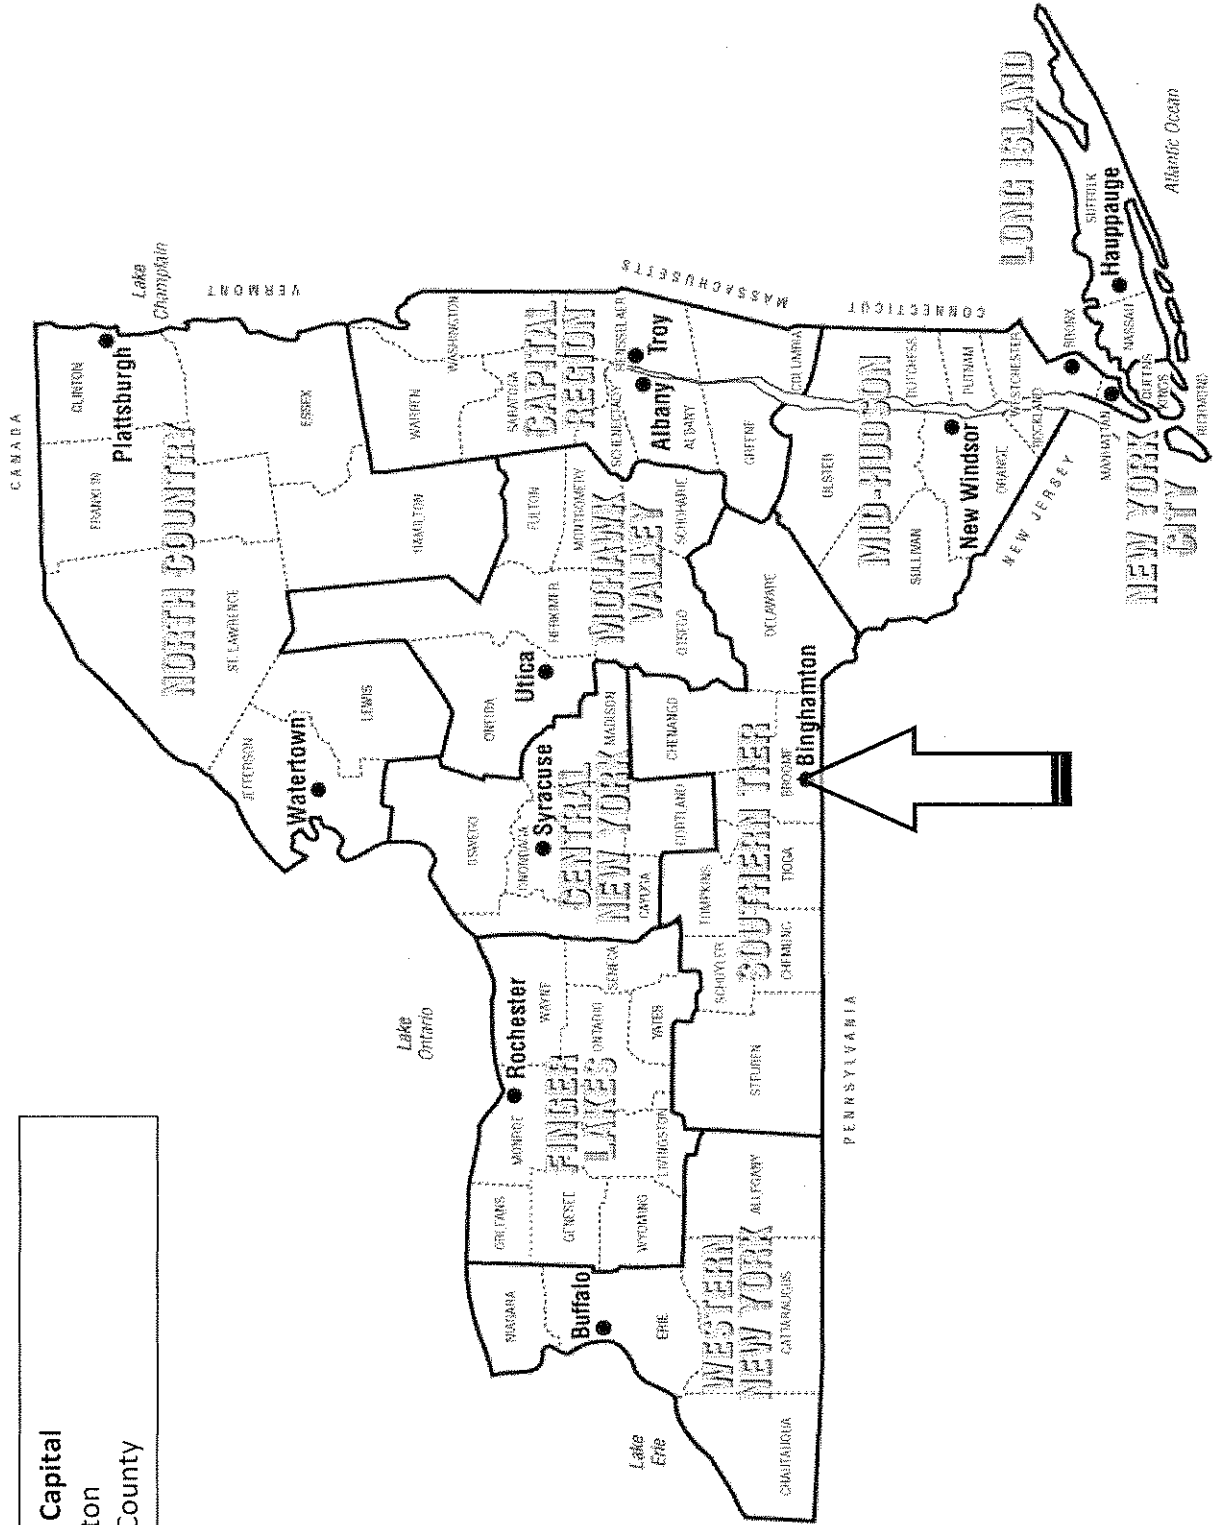 Capital
ton
County
CANADA
Lake
Champlain
VERMONT
MASSACHUSETTS
CONNECTICUT
NEW JERSEY
PENNSYLVANIA
Lake
Ontario
Lake
Erie
Atlantic Ocean
NORTH COUNTRY
CLINTON
Plattsburgh
FRANKLIN
ST. LAWRENCE
ESSEX
HAMILTON
JEFFERSON
Watertown
LEWIS
CAPITAL
REGION
WASHINGTON
WARREN
SARATOGA
RENSSELAER
SCHENECTADY
Troy
Albany
ALBANY
COLUMBIA
GREENE
MOHAWK
VALLEY
FULTON
MONTGOMERY
SCHOHARIE
HERKIMER
OTSEGO
ONEIDA
Utica
CENTRAL
NEW YORK
OSWEGO
ONONDAGA
Syracuse
MADISON
CORTLAND
CAYUGA
SOUTHERN TIER
CHENANGO
DELAWARE
BROOME
Binghamton
TIOGA
TOMPKINS
CHEMUNG
SCHUYLER
STEUBEN
FINGER
LAKES
Rochester
WAYNE
SENECA
ONTARIO
YATES
MONROE
LIVINGSTON
ORLEANS
GENESEE
WYOMING
WESTERN
NEW YORK
NIAGARA
Buffalo
ERIE
ALLEGANY
CATTARAUGUS
CHAUTAUQUA
MID-HUDSON
ULSTER
DUTCHESS
PUTNAM
WESTCHESTER
SULLIVAN
New Windsor
ORANGE
ROCKLAND
NEW YORK
CITY
MANHATTAN
BRONX
QUEENS
KINGS
RICHMOND
LONG ISLAND
NASSAU
SUFFOLK
Hauppauge